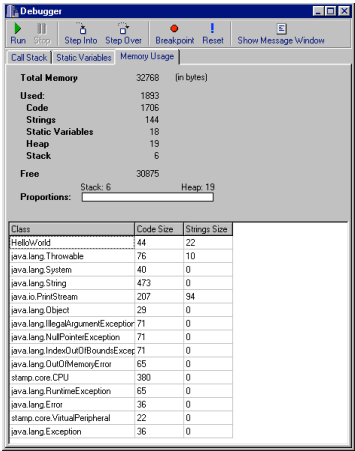 Debugger
Run Stop Step Into Step Over Breakpoint Reset Show Message Window
Call Stack Static Variables Memory Usage
Total Memory 32768 (in bytes)
Used: 1893
Code 1706
Strings 144
Static Variables 18
Heap 19
Stack 6
Free 30875
Stack: 6 Heap: 19
Proportions:
Class Code Size Strings Size
HelloWorld 44 22
java.lang.Throwable 76 10
java.lang.System 40 0
java.lang.String 473 0
java.io.PrintStream 207 94
java.lang.Object 29 0
java.lang.IllegalArgumentException 71 0
java.lang.NullPointerException 71 0
java.lang.IndexOutOfBoundsExcep 71 0
java.lang.OutOfMemoryError 65 0
stamp.core.CPU 380 0
java.lang.RuntimeException 65 0
java.lang.Error 36 0
stamp.core.VirtualPeripheral 22 0
java.lang.Exception 36 0